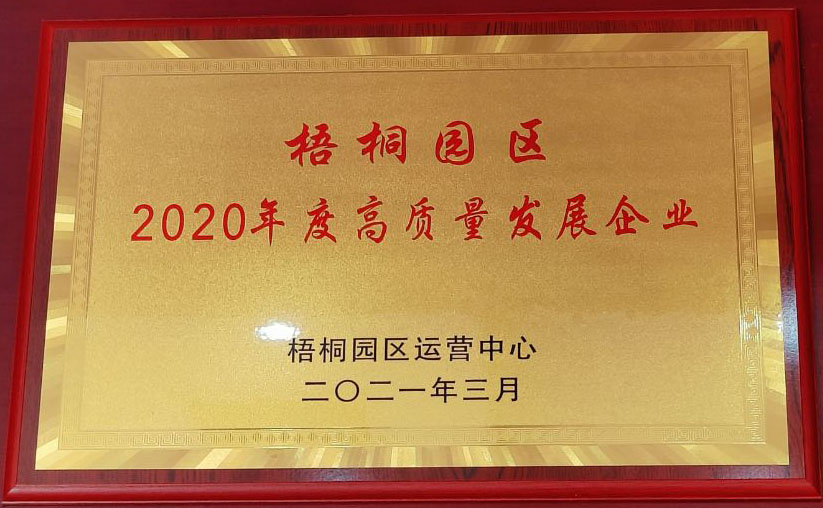 梧桐园区
2020年度高质量发展企业
梧桐园区运营中心
二〇二一年三月